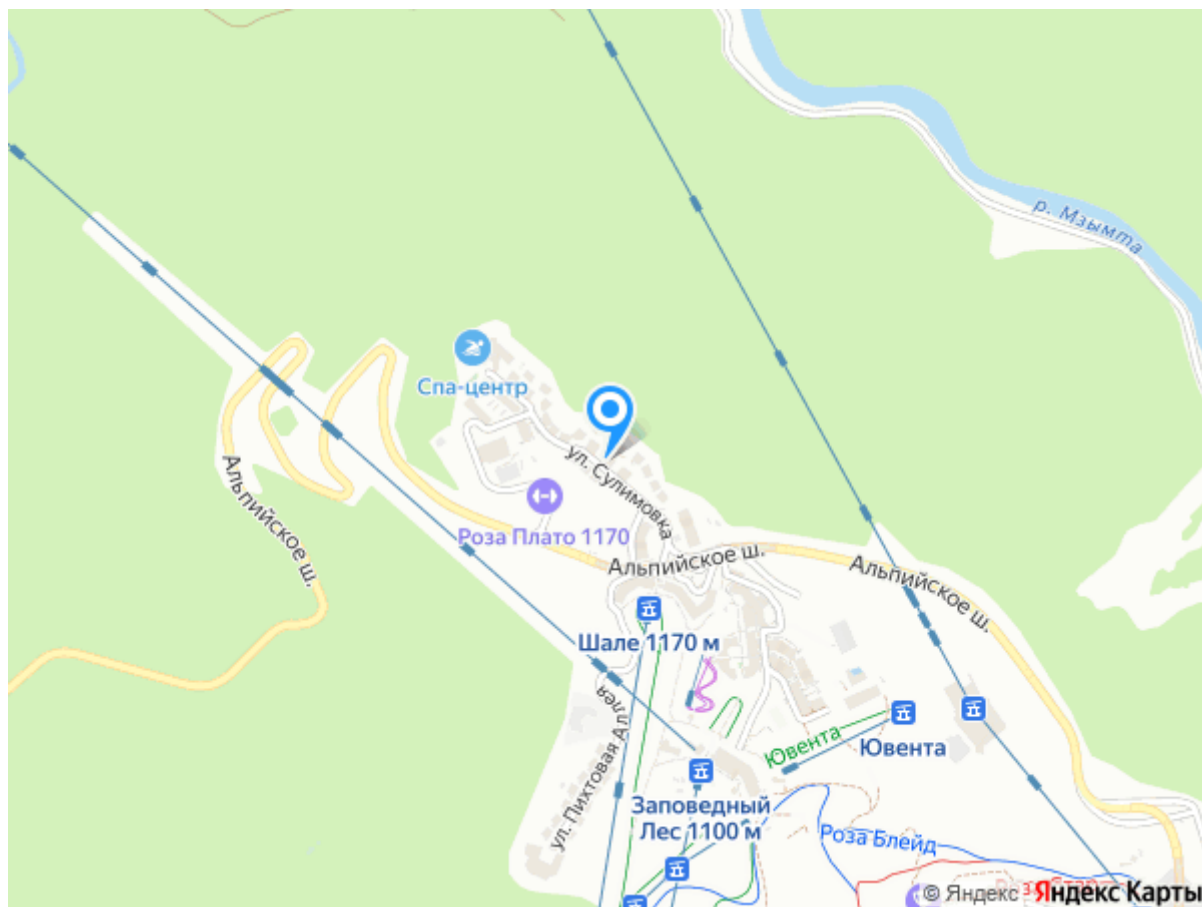 р. Мзымта
Спа-центр
ул. Сулимовка
Альпийское ш.
Роза Плато 1170
Альпийское ш.
Альпийское ш.
Шале 1170 м
ул. Пихтовая Аллея
Ювента
Ювента
Заповедный
Лес 1100 м
Роза Блейд
© Яндекс Яндекс Карты